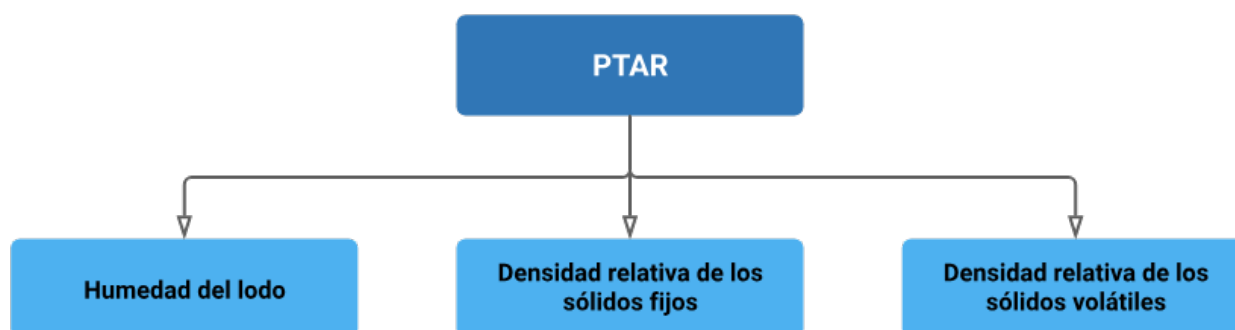 PTAR
Humedad del lodo
Densidad relativa de los
sólidos fijos
Densidad relativa de los
sólidos volátiles